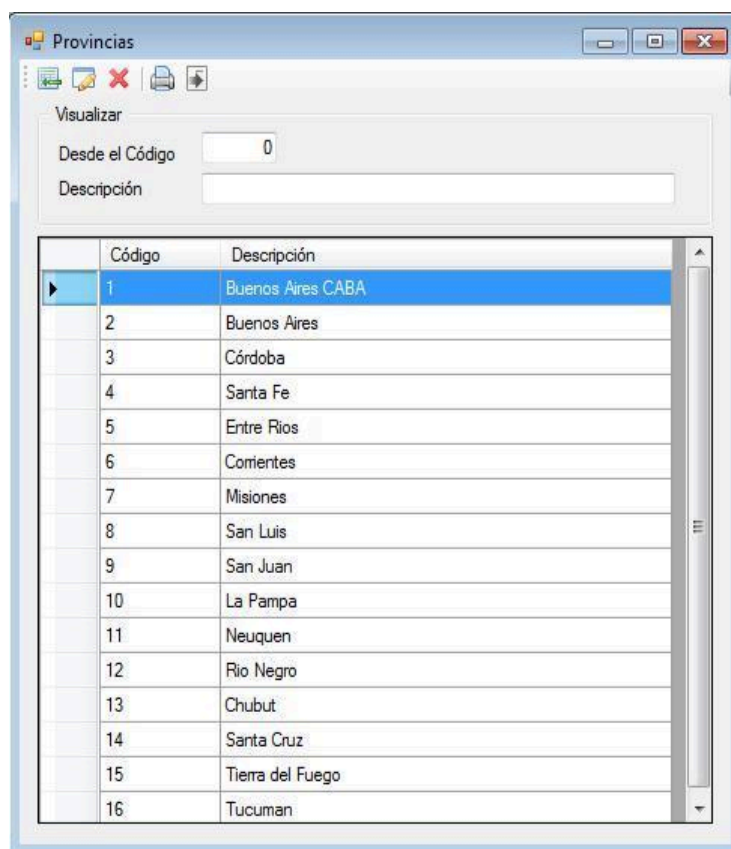 Provincias
Visualizar
Desde el Código 0
Descripción
Código Descripción
1 Buenos Aires CABA
2 Buenos Aires
3 Córdoba
4 Santa Fe
5 Entre Rios
6 Corrientes
7 Misiones
8 San Luis
9 San Juan
10 La Pampa
11 Neuquen
12 Rio Negro
13 Chubut
14 Santa Cruz
15 Tierra del Fuego
16 Tucuman